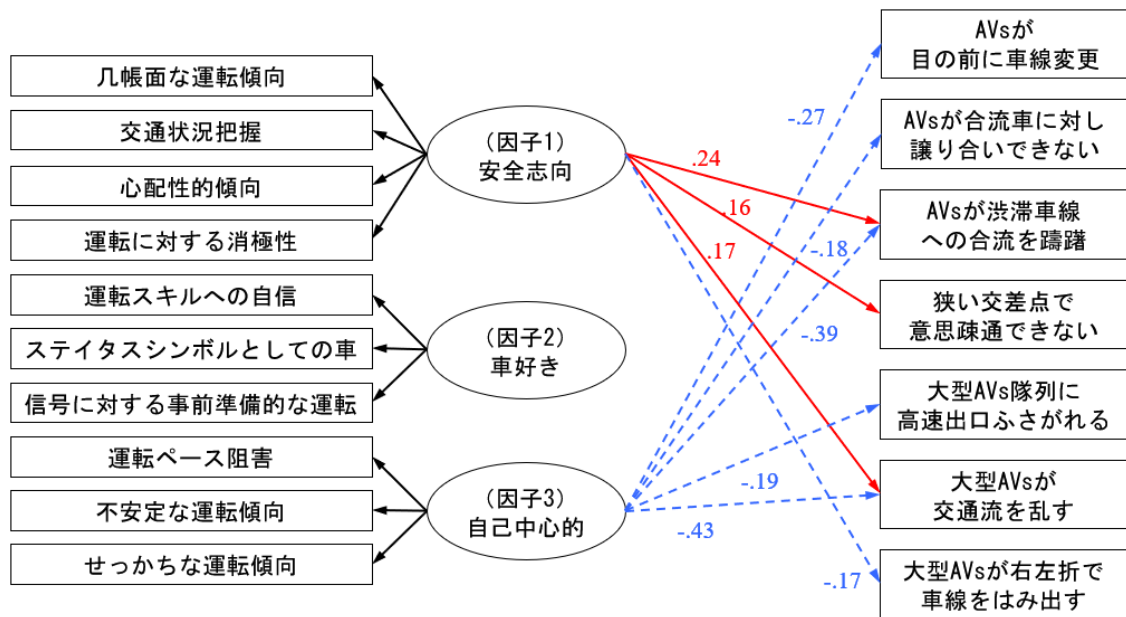 几帳面な運転傾向
交通状況把握
心配性的傾向
運転に対する消極性
運転スキルへの自信
ステイタスシンボルとしての車
信号に対する事前準備的な運転
運転ペース阻害
不安定な運転傾向
せっかちな運転傾向
（因子1）
安全志向
（因子2）
車好き
（因子3）
自己中心的
-.27
.24
.16
-.18
.17
-.39
-.19
-.43
-.17
AVsが
目の前に車線変更
AVsが合流車に対し
譲り合いできない
AVsが渋滞車線
への合流を躊躇
狭い交差点で
意思疎通できない
大型AVs隊列に
高速出口ふさがれる
大型AVsが
交通流を乱す
大型AVsが右左折で
車線をはみ出す